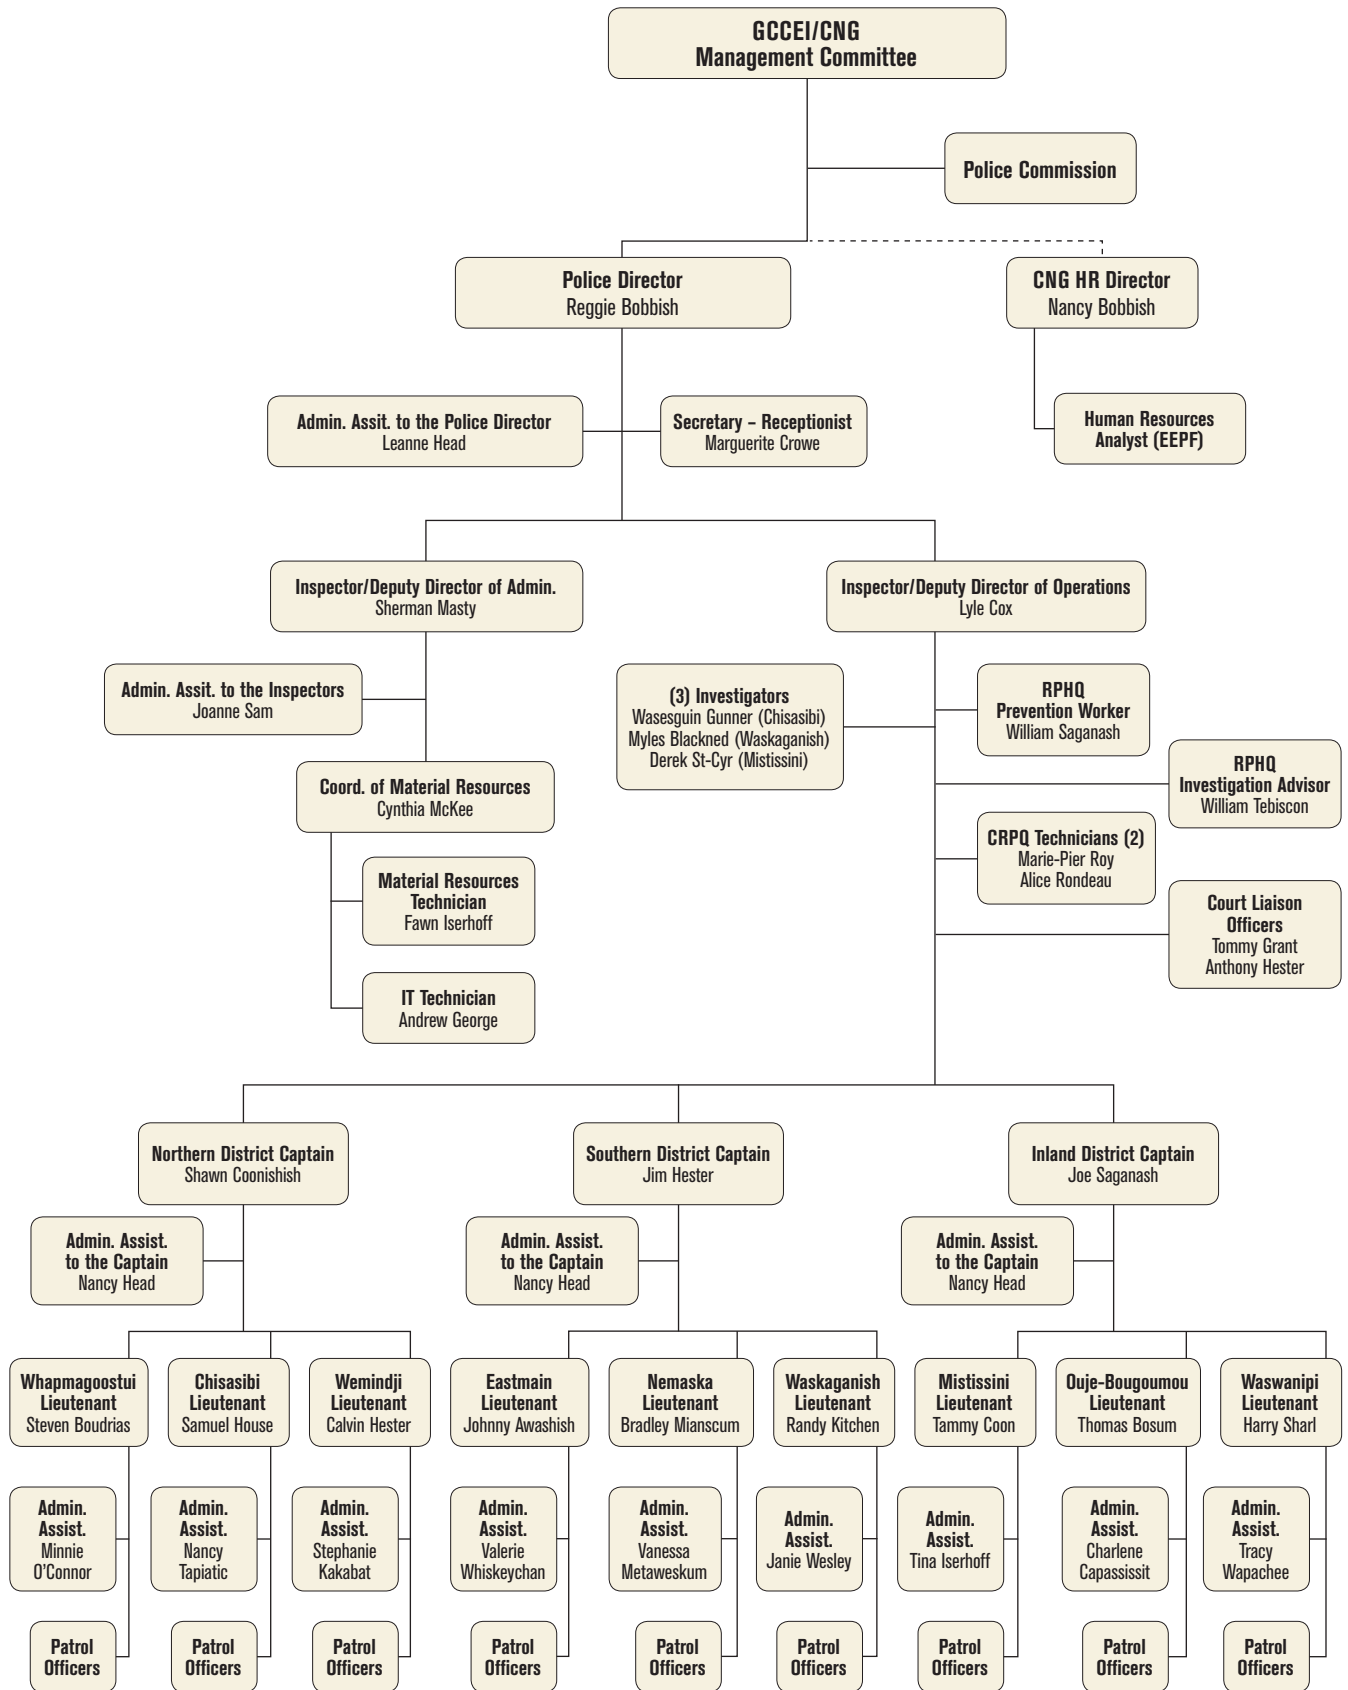 GCCEI/CNG
Management Committee
Police Commission
Police Director
Reggie Bobbish
CNG HR Director
Nancy Bobbish
Admin. Assit. to the Police Director
Leanne Head
Secretary – Receptionist
Marguerite Crowe
Human Resources
Analyst (EEPF)
Inspector/Deputy Director of Admin.
Sherman Masty
Inspector/Deputy Director of Operations
Lyle Cox
Admin. Assit. to the Inspectors
Joanne Sam
(3) Investigators
Wasesguin Gunner (Chisasibi)
Myles Blackned (Waskaganish)
Derek St-Cyr (Mistissini)
RPHQ
Prevention Worker
William Saganash
RPHQ
Investigation Advisor
William Tebiscon
Coord. of Material Resources
Cynthia McKee
CRPQ Technicians (2)
Marie-Pier Roy
Alice Rondeau
Material Resources
Technician
Fawn Iserhoff
Court Liaison
Officers
Tommy Grant
Anthony Hester
IT Technician
Andrew George
Northern District Captain
Shawn Coonishish
Southern District Captain
Jim Hester
Inland District Captain
Joe Saganash
Admin. Assist.
to the Captain
Nancy Head
Admin. Assist.
to the Captain
Nancy Head
Admin. Assist.
to the Captain
Nancy Head
Whapmagoostui
Lieutenant
Steven Boudrias
Chisasibi
Lieutenant
Samuel House
Wemindji
Lieutenant
Calvin Hester
Eastmain
Lieutenant
Johnny Awashish
Nemaska
Lieutenant
Bradley Mianscum
Waskaganish
Lieutenant
Randy Kitchen
Mistissini
Lieutenant
Tammy Coon
Ouje-Bougoumou
Lieutenant
Thomas Bosum
Waswanipi
Lieutenant
Harry Sharl
Admin.
Assist.
Minnie
O'Connor
Admin.
Assist.
Nancy
Tapiatic
Admin.
Assist.
Stephanie
Kakabat
Admin.
Assist.
Valerie
Whiskeychan
Admin.
Assist.
Vanessa
Metaweskum
Admin.
Assist.
Janie Wesley
Admin.
Assist.
Tina Iserhoff
Admin.
Assist.
Charlene
Capassissit
Admin.
Assist.
Tracy
Wapachee
Patrol
Officers
Patrol
Officers
Patrol
Officers
Patrol
Officers
Patrol
Officers
Patrol
Officers
Patrol
Officers
Patrol
Officers
Patrol
Officers